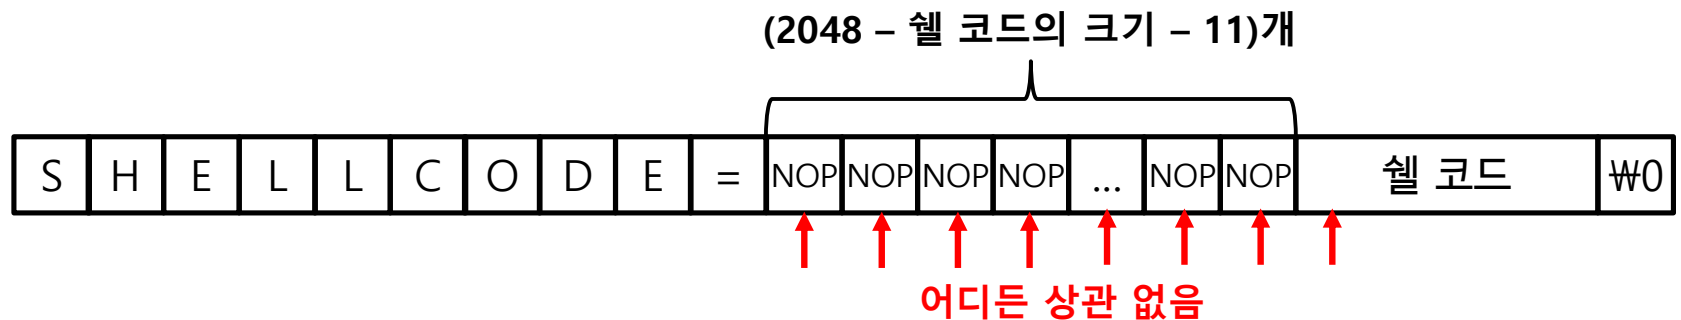 (2048 – 쉘 코드의 크기 – 11)개
S H E L L C O D E = NOP NOP NOP NOP ... NOP NOP 쉘 코드 ₩0
어디든 상관 없음